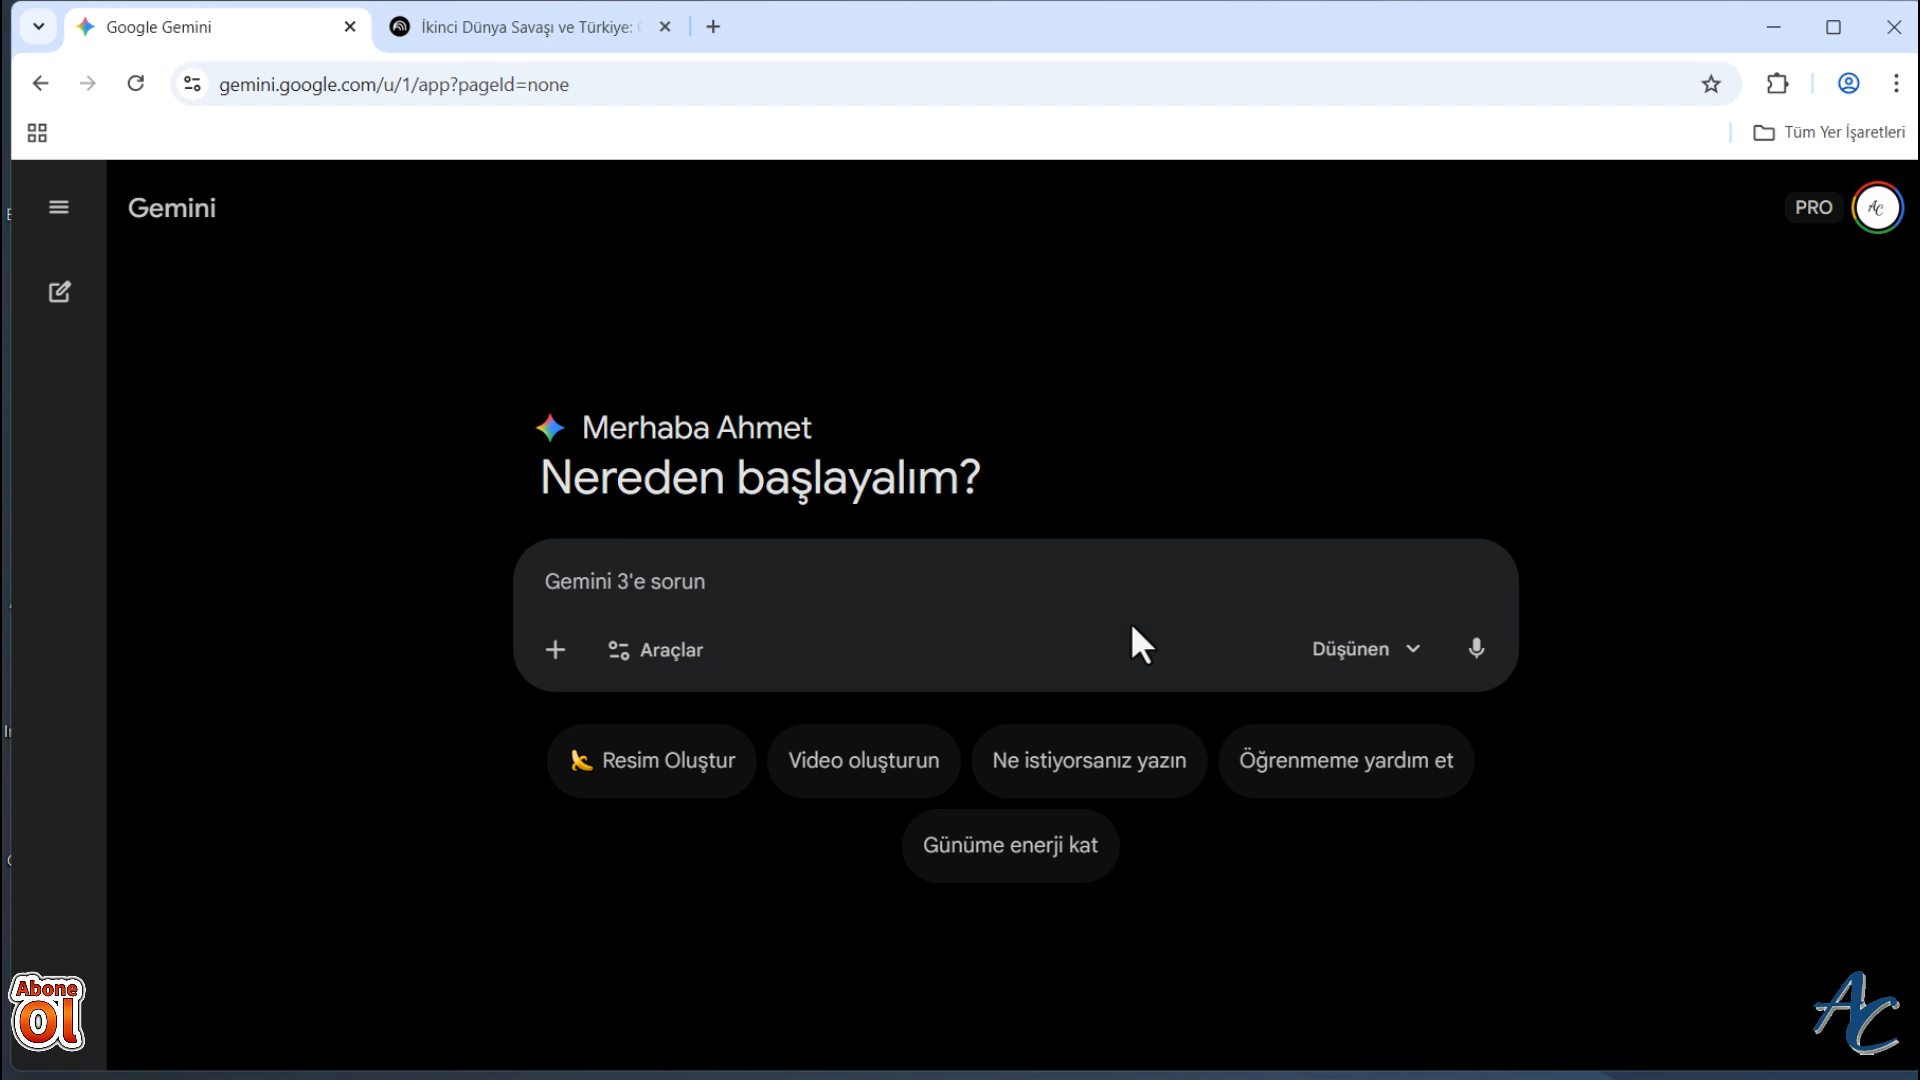 Google Gemini
İkinci Dünya Savaşı ve Türkiye:
gemini.google.com/u/1/app?pageId=none
Tüm Yer İşaretleri
Gemini
PRO
AC
Merhaba Ahmet
Nereden başlayalım?
Gemini 3'e sorun
Araçlar
Düşünen
Resim Oluştur
Video oluşturun
Ne istiyorsanız yazın
Öğrenmeme yardım et
Günüme enerji kat
Abone
Ol
AC